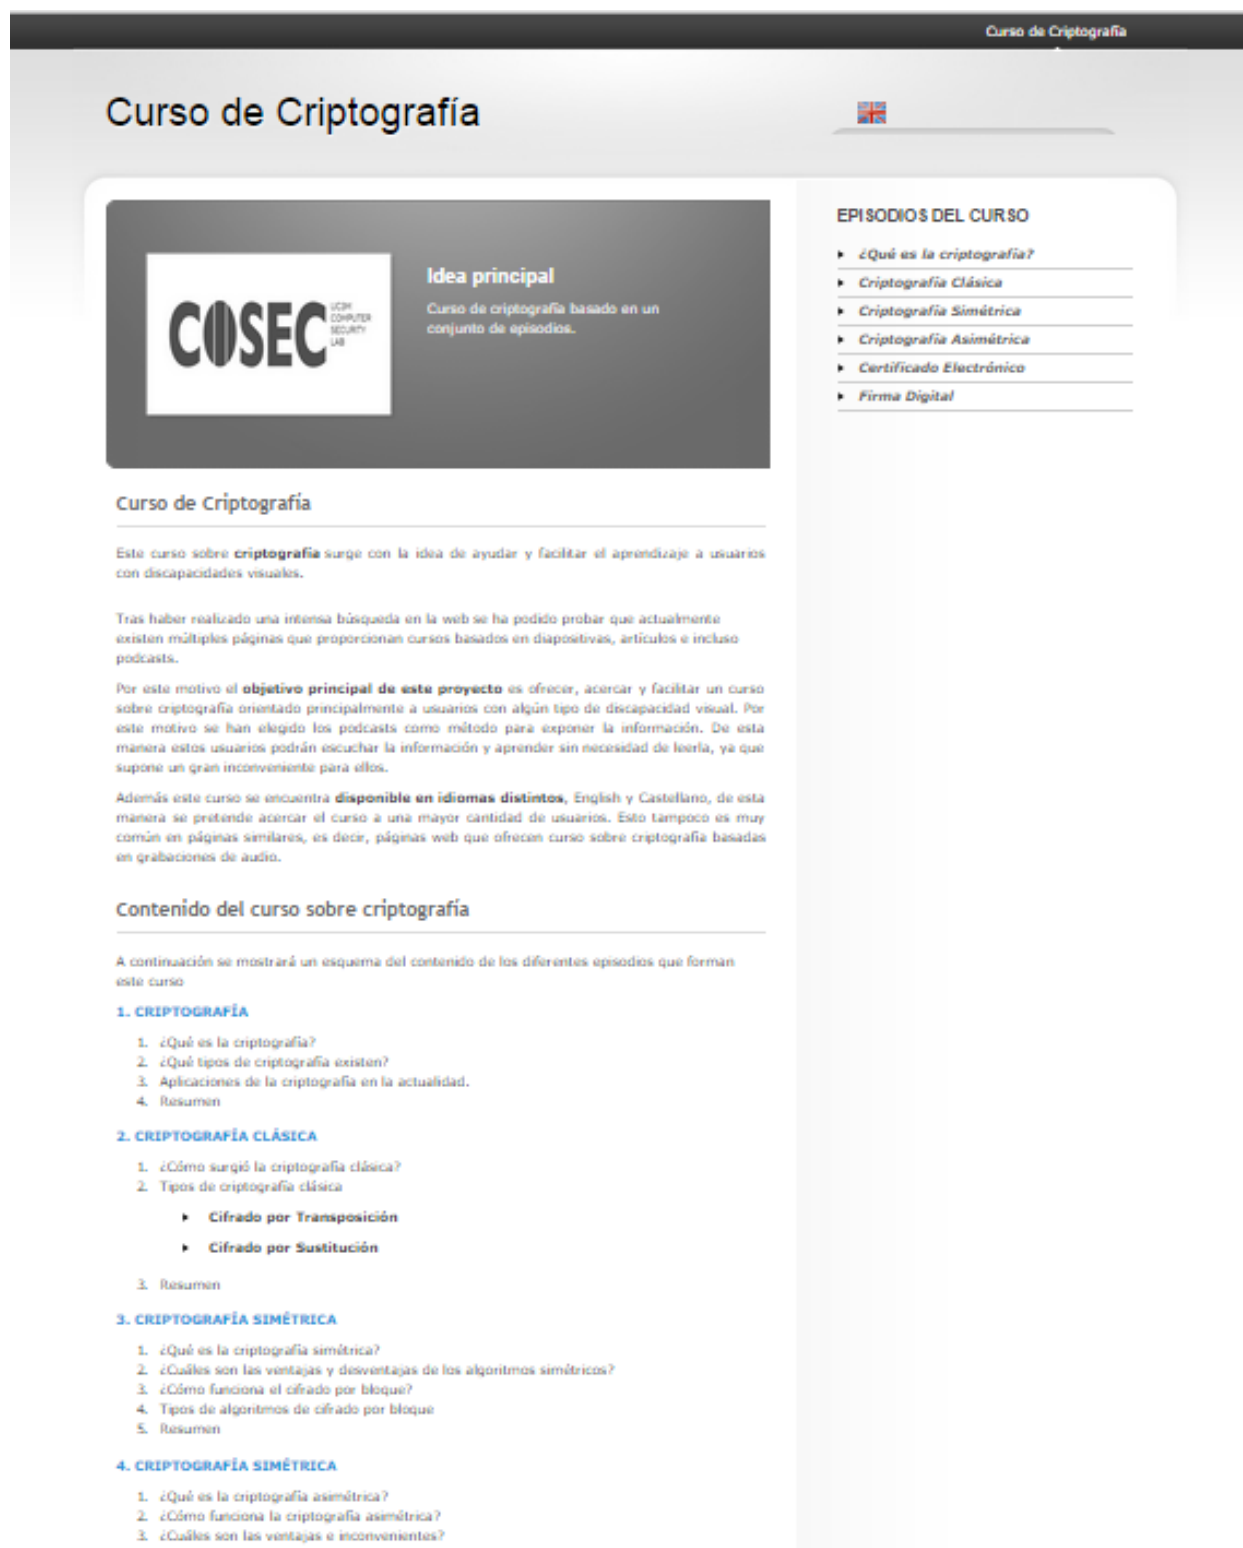 Curso de Criptografía
Curso de Criptografía
COSEC
UC3M
COMPUTER
SECURITY
LAB
Idea principal
Curso de criptografía basado en un
conjunto de episodios.
EPISODIOS DEL CURSO
¿Qué es la criptografía?
Criptografía Clásica
Criptografía Simétrica
Criptografía Asimétrica
Certificado Electrónico
Firma Digital
Curso de Criptografía
Este curso sobre criptografía surge con la idea de ayudar y facilitar el aprendizaje a usuarios
con discapacidades visuales.
Tras haber realizado una intensa búsqueda en la web se ha podido probar que actualmente
existen múltiples páginas que proporcionan cursos basados en diapositivas, artículos e incluso
podcasts.
Por este motivo el objetivo principal de este proyecto es ofrecer, acercar y facilitar un curso
sobre criptografía orientado principalmente a usuarios con algún tipo de discapacidad visual. Por
este motivo se han elegido los podcasts como método para exponer la información. De esta
manera estos usuarios podrán escuchar la información y aprender sin necesidad de leerla, ya que
supone un gran inconveniente para ellos.
Además este curso se encuentra disponible en idiomas distintos, English y Castellano, de esta
manera se pretende acercar el curso a una mayor cantidad de usuarios. Esto tampoco es muy
común en páginas similares, es decir, páginas web que ofrecen curso sobre criptografía basadas
en grabaciones de audio.
Contenido del curso sobre criptografía
A continuación se mostrará un esquema del contenido de los diferentes episodios que forman
este curso
1. CRIPTOGRAFÍA
1. ¿Qué es la criptografía?
2. ¿Qué tipos de criptografía existen?
3. Aplicaciones de la criptografía en la actualidad.
4. Resumen
2. CRIPTOGRAFÍA CLÁSICA
1. ¿Cómo surgió la criptografía clásica?
2. Tipos de criptografía clásica
Cifrado por Transposición
Cifrado por Sustitución
3. Resumen
3. CRIPTOGRAFÍA SIMÉTRICA
1. ¿Qué es la criptografía simétrica?
2. ¿Cuáles son las ventajas y desventajas de los algoritmos simétricos?
3. ¿Cómo funciona el cifrado por bloque?
4. Tipos de algoritmos de cifrado por bloque
5. Resumen
4. CRIPTOGRAFÍA SIMÉTRICA
1. ¿Qué es la criptografía asimétrica?
2. ¿Cómo funciona la criptografía asimétrica?
3. ¿Cuáles son las ventajas e inconvenientes?